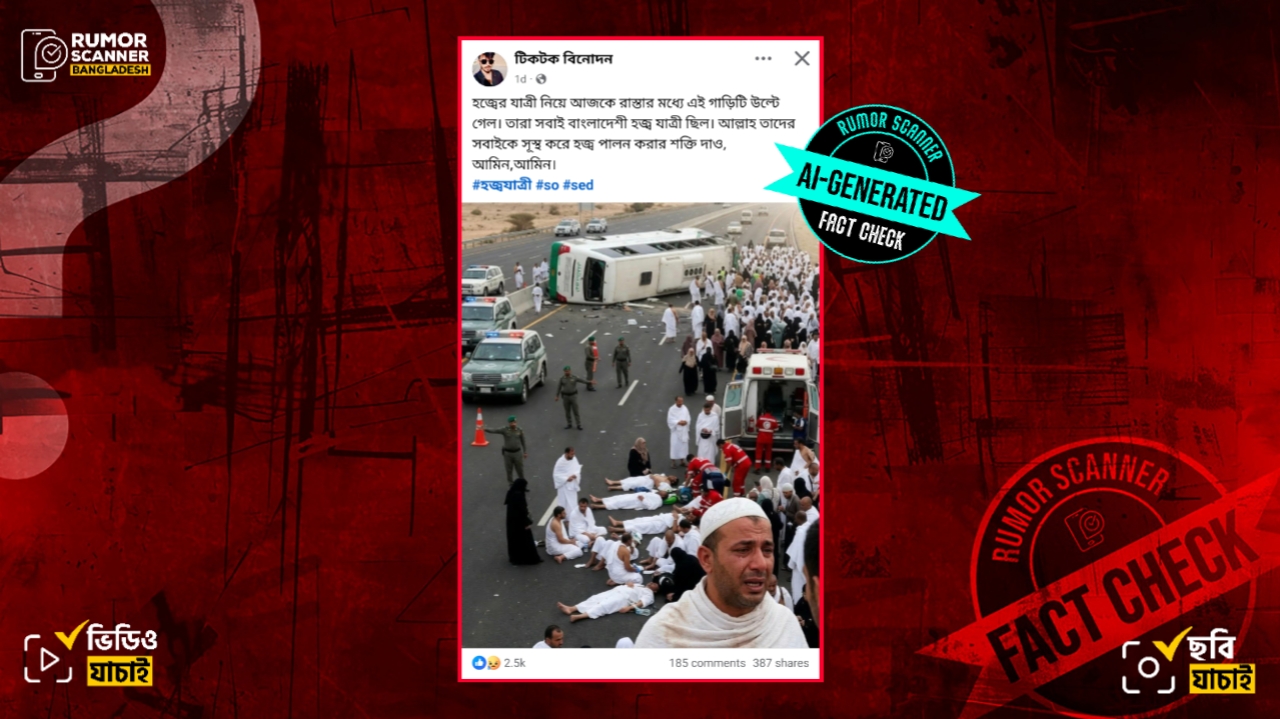 RUMOR
SCANNER
BANGLADESH
টিকটক বিনোদন
1d
হজ্বের যাত্রী নিয়ে আজকে রাস্তার মধ্যে এই গাড়িটি উল্টে
গেল। তারা সবাই বাংলাদেশী হজ্ব যাত্রী ছিল। আল্লাহ তাদের
সবাইকে সূস্থ করে হজ্ব পালন করার শক্তি দাও,
আমিন,আমিন।
#হজ্বযাত্রী #so #sed
RUMOR SCANNER
AI-GENERATED
FACT CHECK
2.5k
185 comments 387 shares
RUMOR SCANNER
FACT CHECK
ভিডিও
যাচাই
ছবি
যাচাই